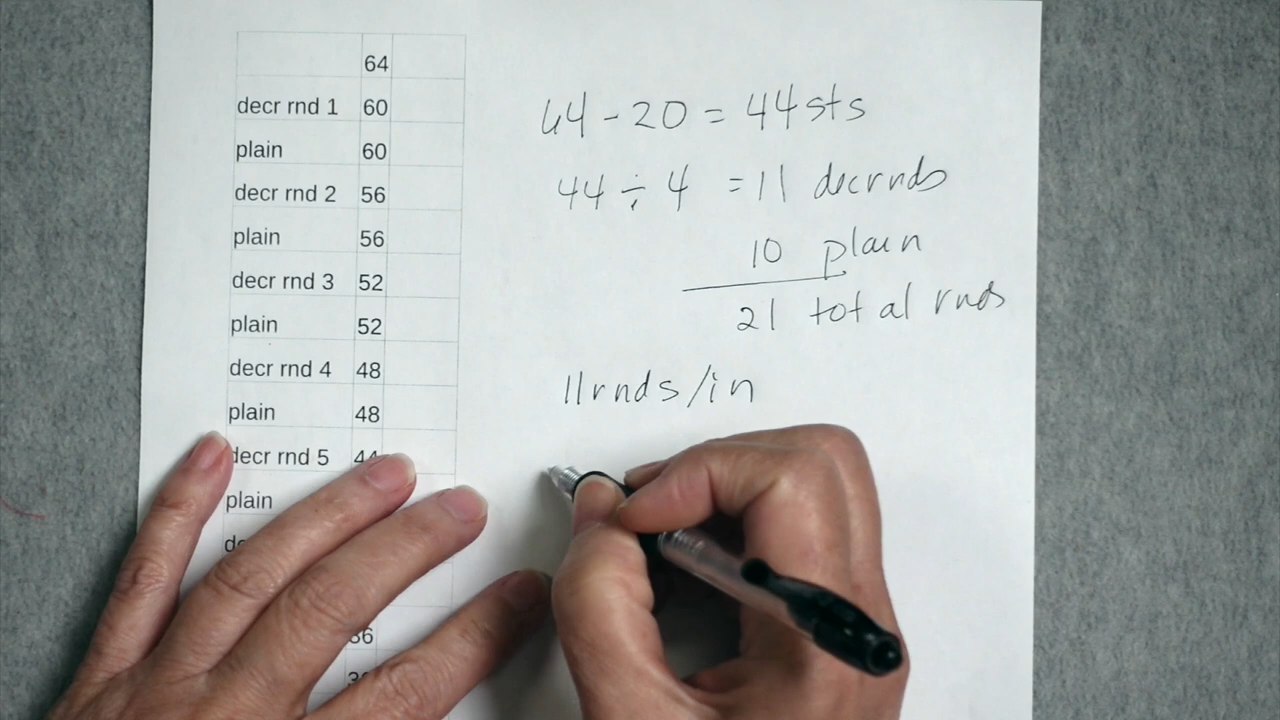 64
decr rnd 1 60
plain 60
decr rnd 2 56
plain 56
decr rnd 3 52
plain 52
decr rnd 4 48
plain 48
decr rnd 5 44
plain
36
64 - 20 = 44 sts
44 ÷ 4 = 11 decrnds
10 plain
21 total rnds
11rnds/in